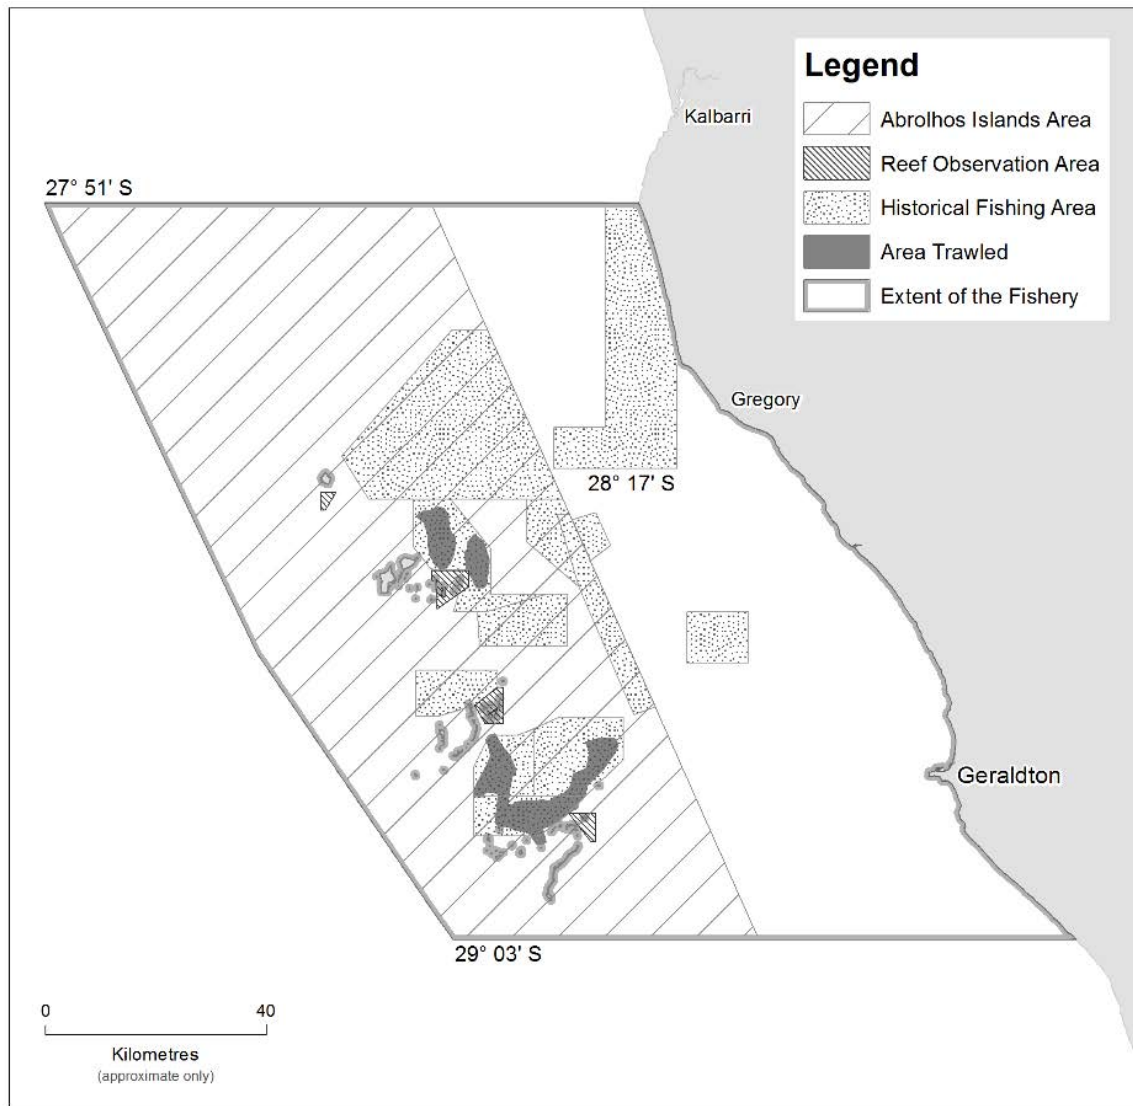 Legend
Kalbarri
Abrolhos Islands Area
Reef Observation Area
27° 51' S
Historical Fishing Area
Area Trawled
Extent of the Fishery
Gregory
28° 17' S
Geraldton
29° 03' S
0 40
Kilometres
(approximate only)